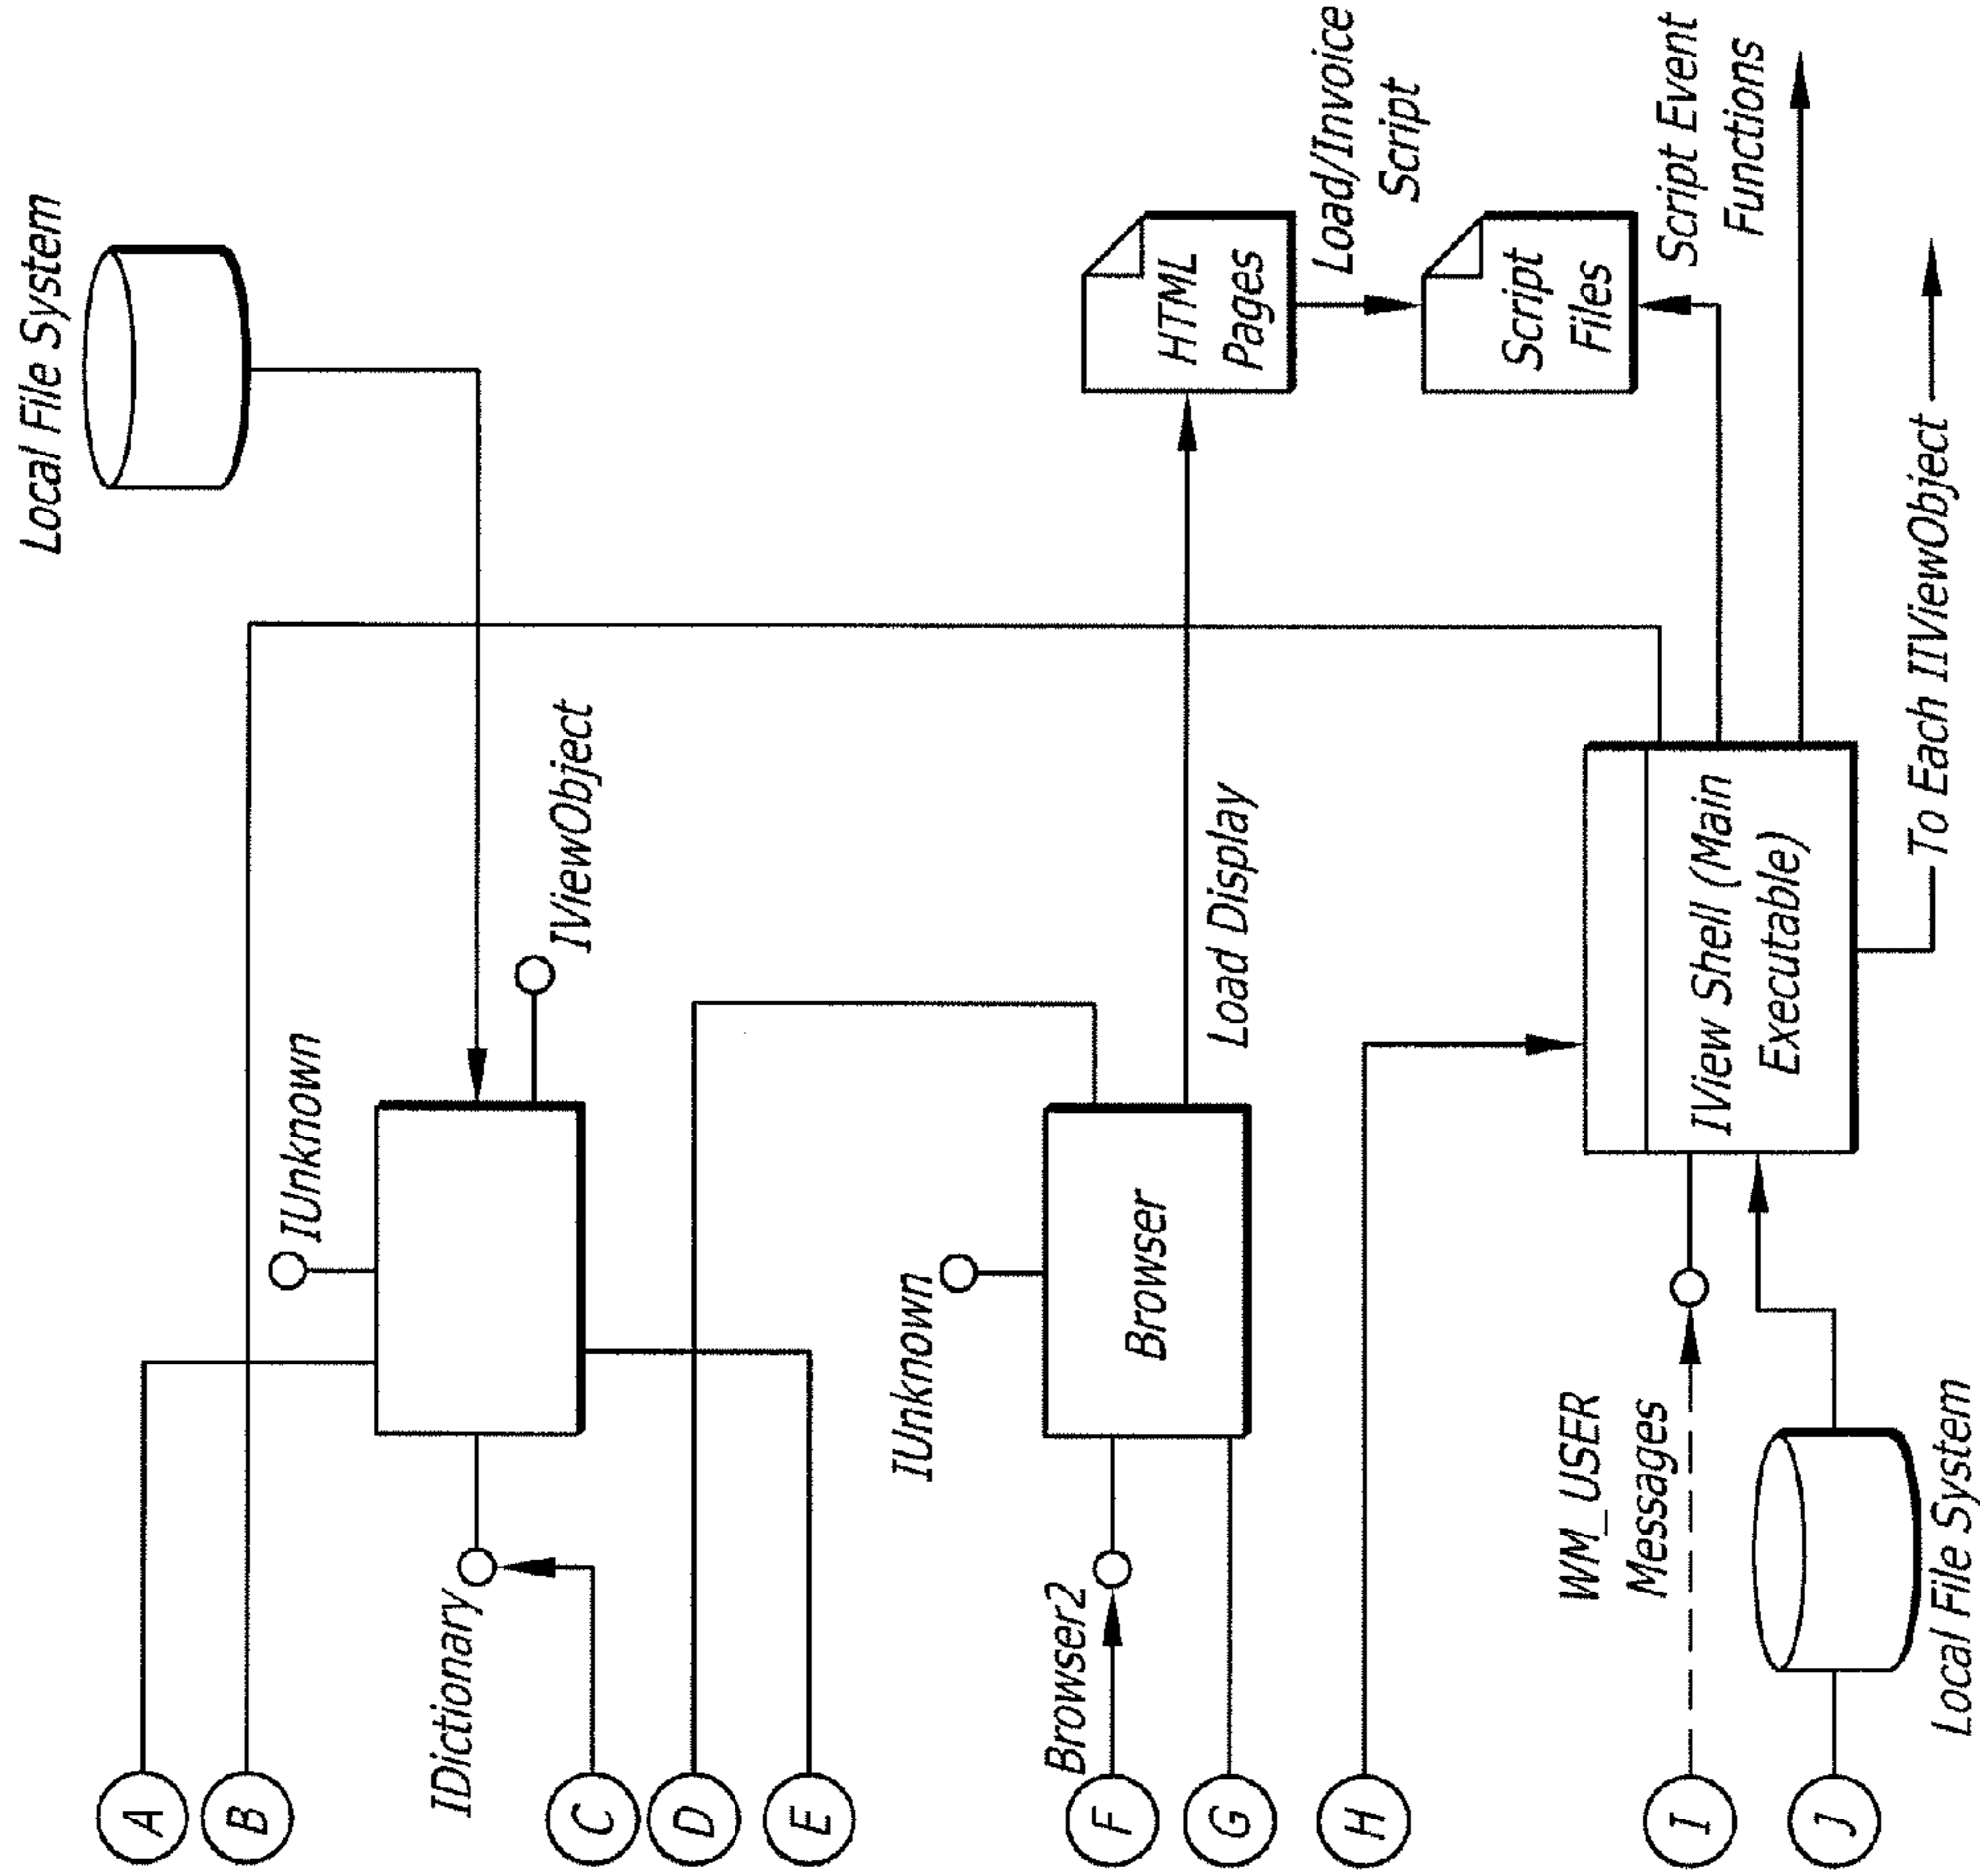 Local File System
A
B
IUnknown
IViewObject
IDictionary
C
D
E
IUnknown
Browser
Browser2
F
G
Load Display
HTML
Pages
Load/Invoice
Script
Script
Files
Script Event
Functions
H
IView Shell (Main
Executable)
WM_USER
Messages
I
J
Local File System
To Each IIViewObject